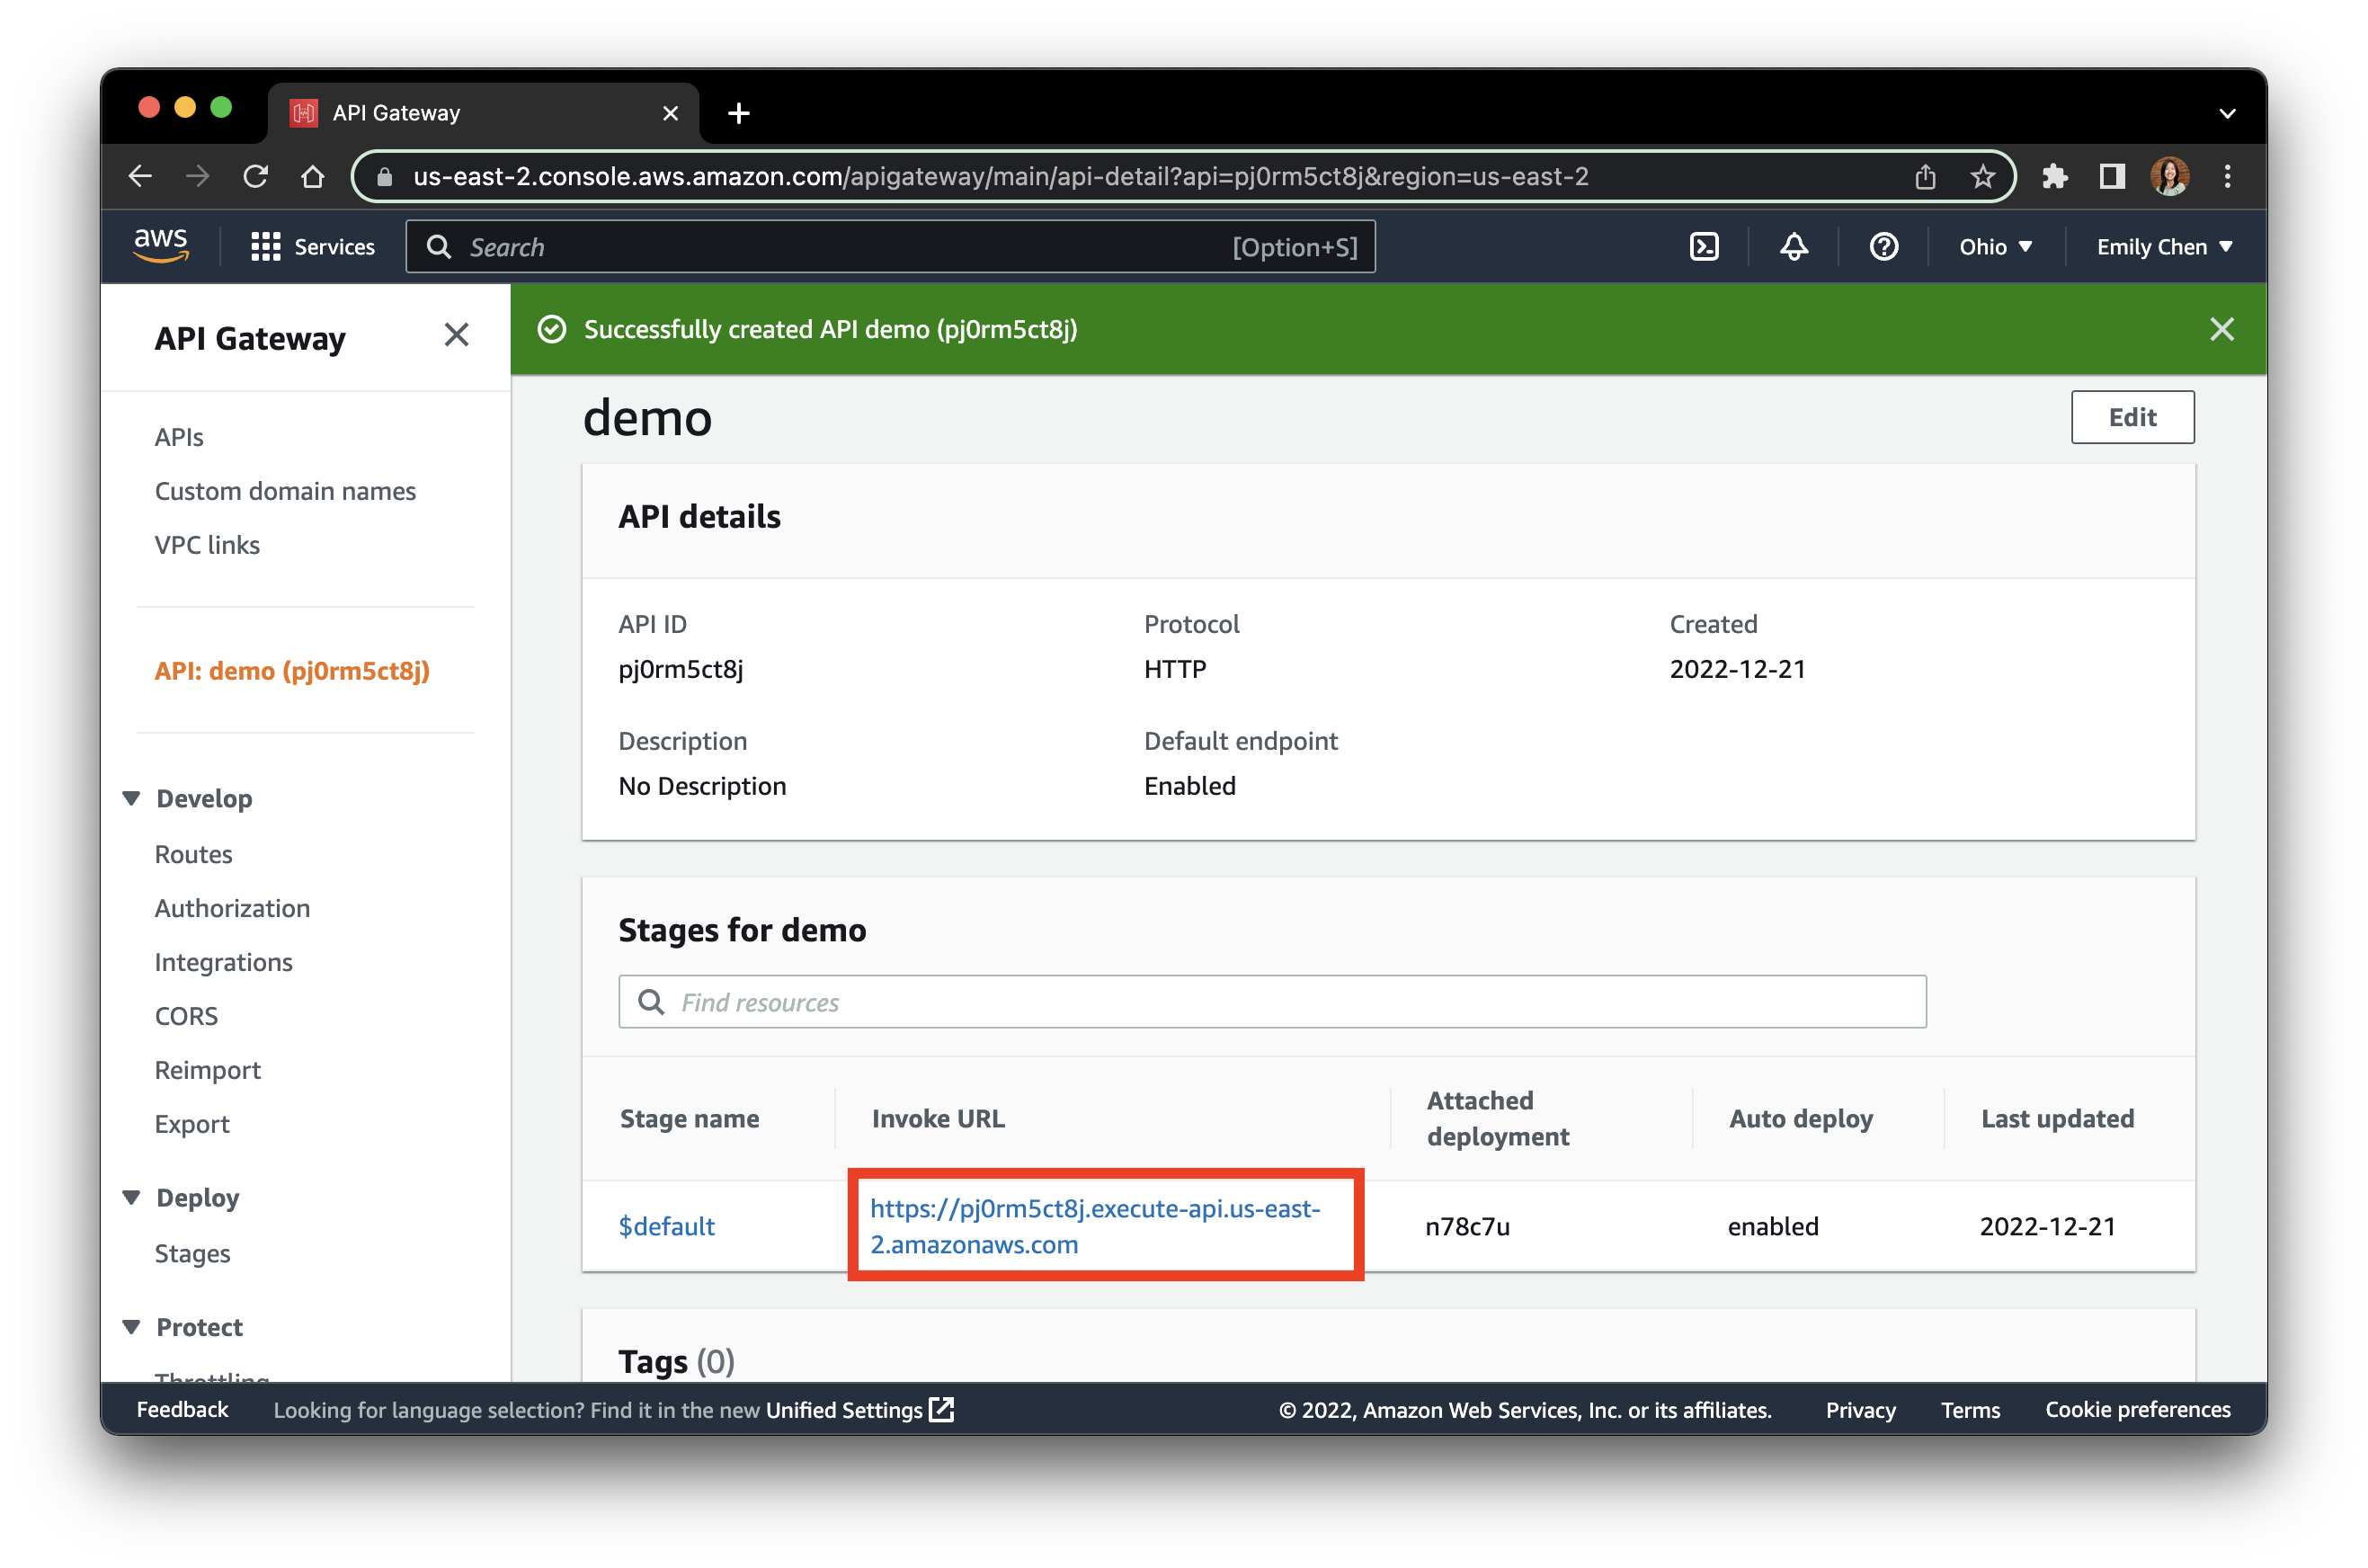 API Gateway
us-east-2.console.aws.amazon.com/apigateway/main/api-detail?api=pj0rm5ct8j&region=us-east-2
aws
Services
Search
[Option+S]
Ohio
Emily Chen
API Gateway
APIs
Custom domain names
VPC links
API: demo (pj0rm5ct8j)
Develop
Routes
Authorization
Integrations
CORS
Reimport
Export
Deploy
Stages
Protect
Throttling
Successfully created API demo (pj0rm5ct8j)
demo
Edit
API details
API ID
pj0rm5ct8j
Protocol
HTTP
Created
2022-12-21
Description
No Description
Default endpoint
Enabled
Stages for demo
Find resources
Stage name
Invoke URL
Attached
deployment
Auto deploy
Last updated
$default
https://pj0rm5ct8j.execute-api.us-east-
2.amazonaws.com
n78c7u
enabled
2022-12-21
Tags (0)
Feedback
Looking for language selection? Find it in the new Unified Settings
© 2022, Amazon Web Services, Inc. or its affiliates.
Privacy
Terms
Cookie preferences